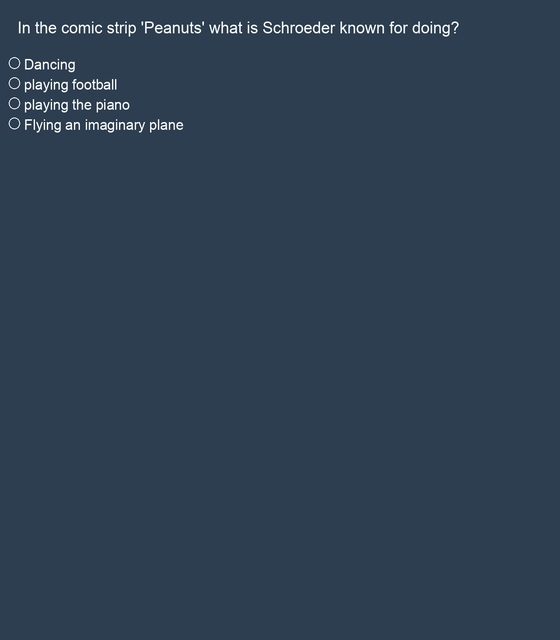 In the comic strip 'Peanuts' what is Schroeder known for doing?
Dancing
playing football
playing the piano
Flying an imaginary plane